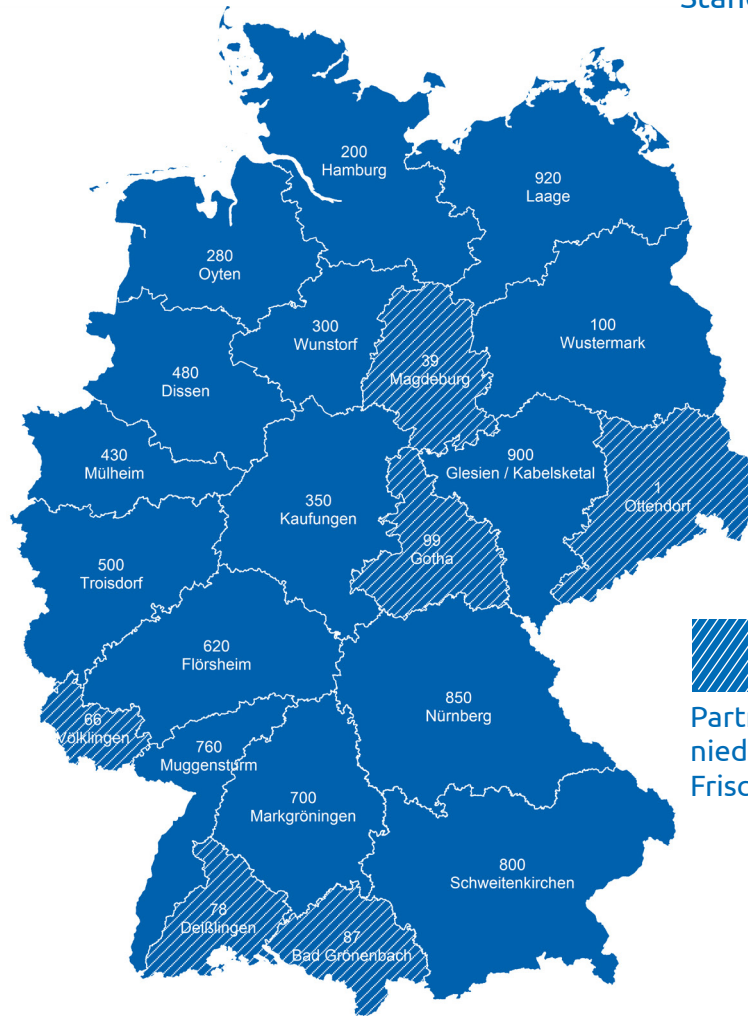 200
Hamburg
920
Laage
280
Oyten
300
Wunstorf
100
Wustermark
39
Magdeburg
480
Dissen
430
Mülheim
900
Glesien / Kabelsketal
1
Ottendorf
350
Kaufungen
99
Gotha
500
Troisdorf
620
Flörsheim
850
Nürnberg
66
Völklingen
760
Muggensturm
700
Markgröningen
800
Schweitenkirchen
78
Deißlingen
87
Bad Grönenbach
Part
nied
Frisc